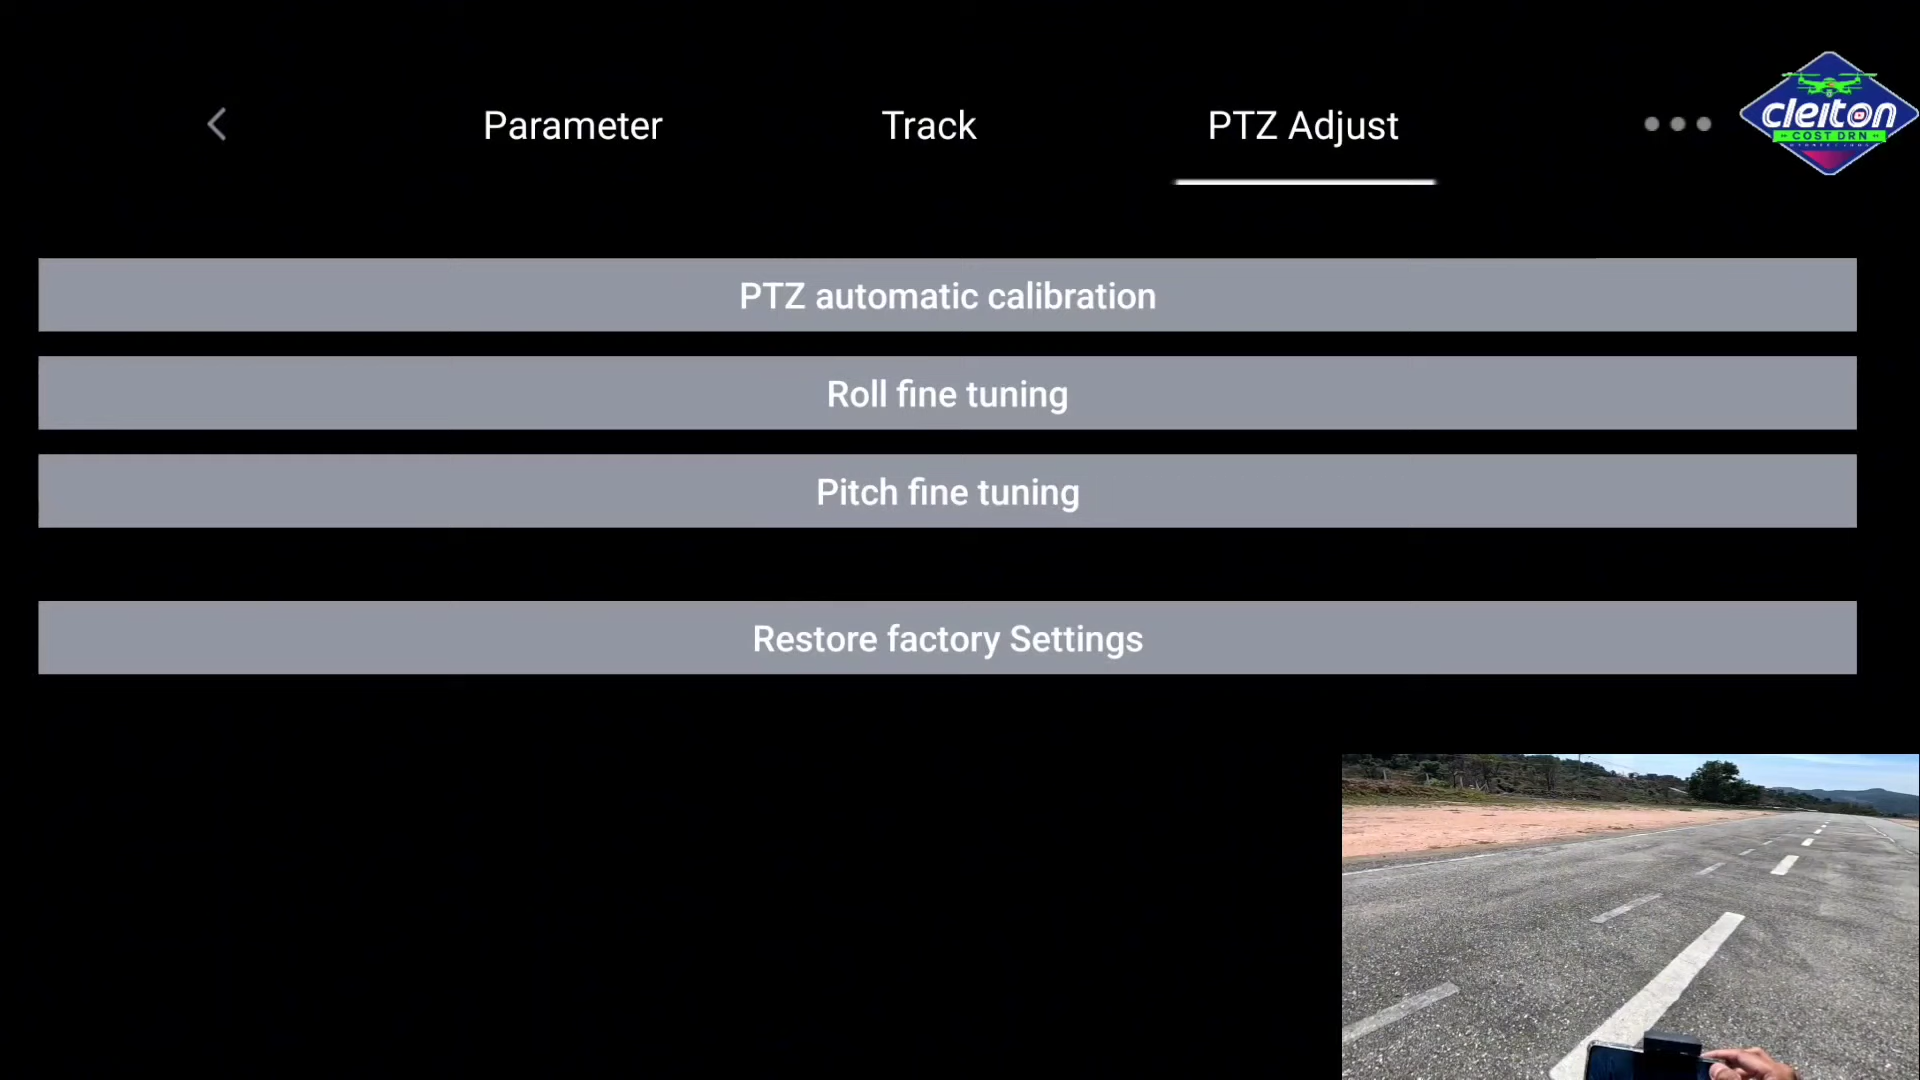 Parameter
Track
PTZ Adjust
cleiton
COST DRN
PTZ automatic calibration
Roll fine tuning
Pitch fine tuning
Restore factory Settings